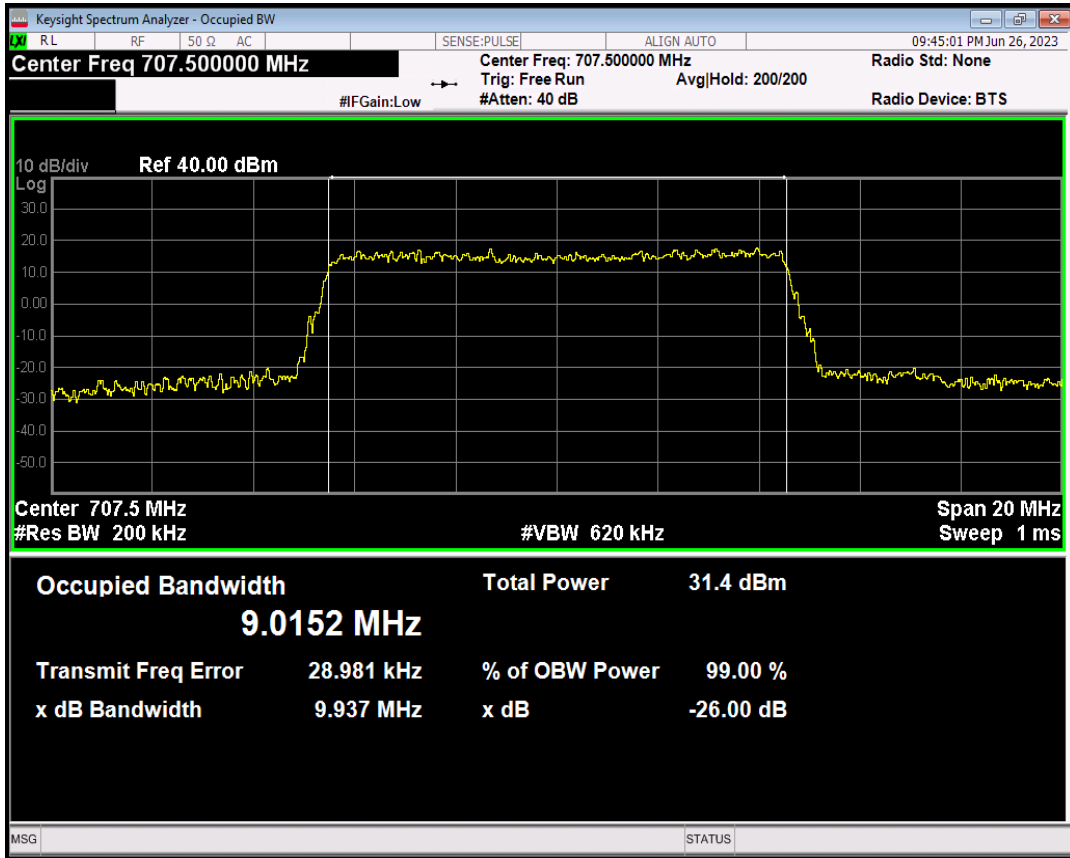 Keysight Spectrum Analyzer - Occupied BW
LXI RL RF 50 Ω AC SENSE:PULSE ALIGN AUTO 09:45:01 PM Jun 26, 2023
Center Freq 707.500000 MHz Center Freq: 707.500000 MHz Radio Std: None
Trig: Free Run Avg|Hold: 200/200
#IFGain:Low #Atten: 40 dB Radio Device: BTS
10 dB/div Ref 40.00 dBm
Log
30.0
20.0
10.0
0.00
-10.0
-20.0
-30.0
-40.0
-50.0
Center 707.5 MHz Span 20 MHz
#Res BW 200 kHz #VBW 620 kHz Sweep 1 ms
Occupied Bandwidth Total Power 31.4 dBm
9.0152 MHz
Transmit Freq Error 28.981 kHz % of OBW Power 99.00 %
x dB Bandwidth 9.937 MHz x dB -26.00 dB
MSG STATUS